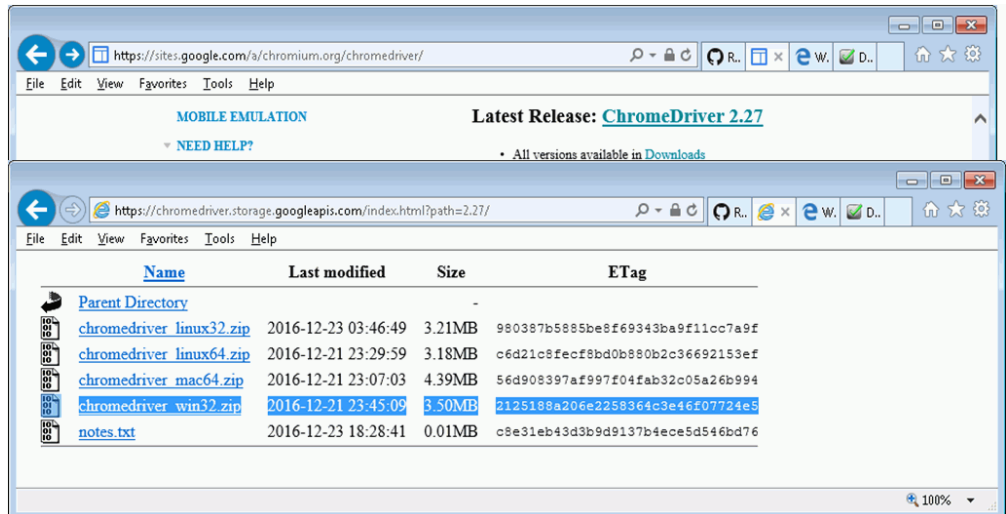 https://sites.google.com/a/chromium.org/chromedriver/ R.. W. D..
File Edit View Favorites Tools Help
MOBILE EMULATION
Latest Release: ChromeDriver 2.27
NEED HELP?
• All versions available in Downloads
https://chromedriver.storage.googleapis.com/index.html?path=2.27/ R.. W. D..
File Edit View Favorites Tools Help
Name Last modified Size ETag
Parent Directory -
chromedriver_linux32.zip 2016-12-23 03:46:49 3.21MB 980387b5885be8f69343ba9f11cc7a9f
chromedriver_linux64.zip 2016-12-21 23:29:59 3.18MB c6d21c8fecf8bd0b880b2c36692153ef
chromedriver_mac64.zip 2016-12-21 23:07:03 4.39MB 56d908397af997f04fab32c05a26b994
chromedriver_win32.zip 2016-12-21 23:45:09 3.50MB 2125188a206e2258364c3e46f07724e5
notes.txt 2016-12-23 18:28:41 0.01MB c8e31eb43d3b9d9137b4ece5d546bd76
100%